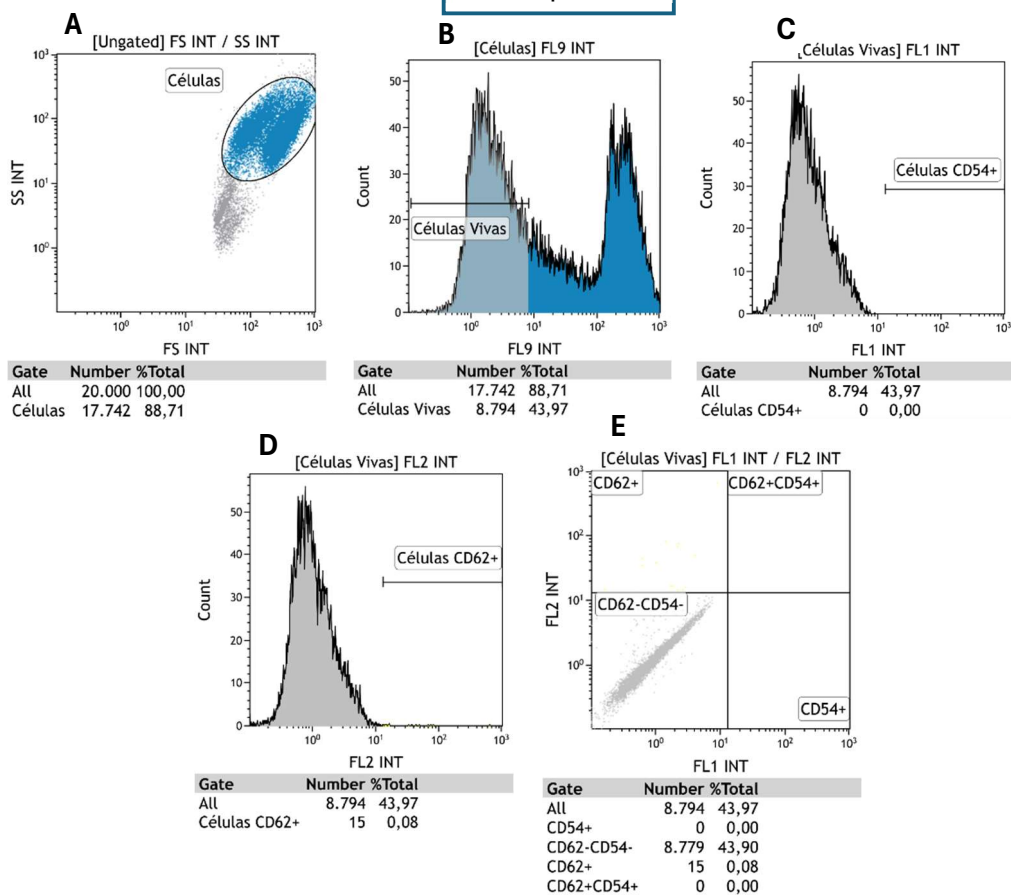 A
[Ungated] FS INT / SS INT
Células
SS INT
10³
10²
10¹
10⁰
10⁰ 10¹ 10² 10³
FS INT
Gate Number %Total
All 20.000 100,00
Células 17.742 88,71
B
[Células] FL9 INT
Count
50
40
30
20
10
0
Células Vivas
10⁰ 10¹ 10² 10³
FL9 INT
Gate Number %Total
All 17.742 88,71
Células Vivas 8.794 43,97
C
[Células Vivas] FL1 INT
Count
50
40
30
20
10
0
Células CD54+
10⁰ 10¹ 10² 10³
FL1 INT
Gate Number %Total
All 8.794 43,97
Células CD54+ 0 0,00
D
[Células Vivas] FL2 INT
Count
50
40
30
20
10
0
Células CD62+
10⁰ 10¹ 10² 10³
FL2 INT
Gate Number %Total
All 8.794 43,97
Células CD62+ 15 0,08
E
[Células Vivas] FL1 INT / FL2 INT
FL2 INT
10³
10²
10¹
10⁰
CD62+ CD62+CD54+
CD62-CD54-
CD54+
10⁰ 10¹ 10² 10³
FL1 INT
Gate Number %Total
All 8.794 43,97
CD54+ 0 0,00
CD62-CD54- 8.779 43,90
CD62+ 15 0,08
CD62+CD54+ 0 0,00